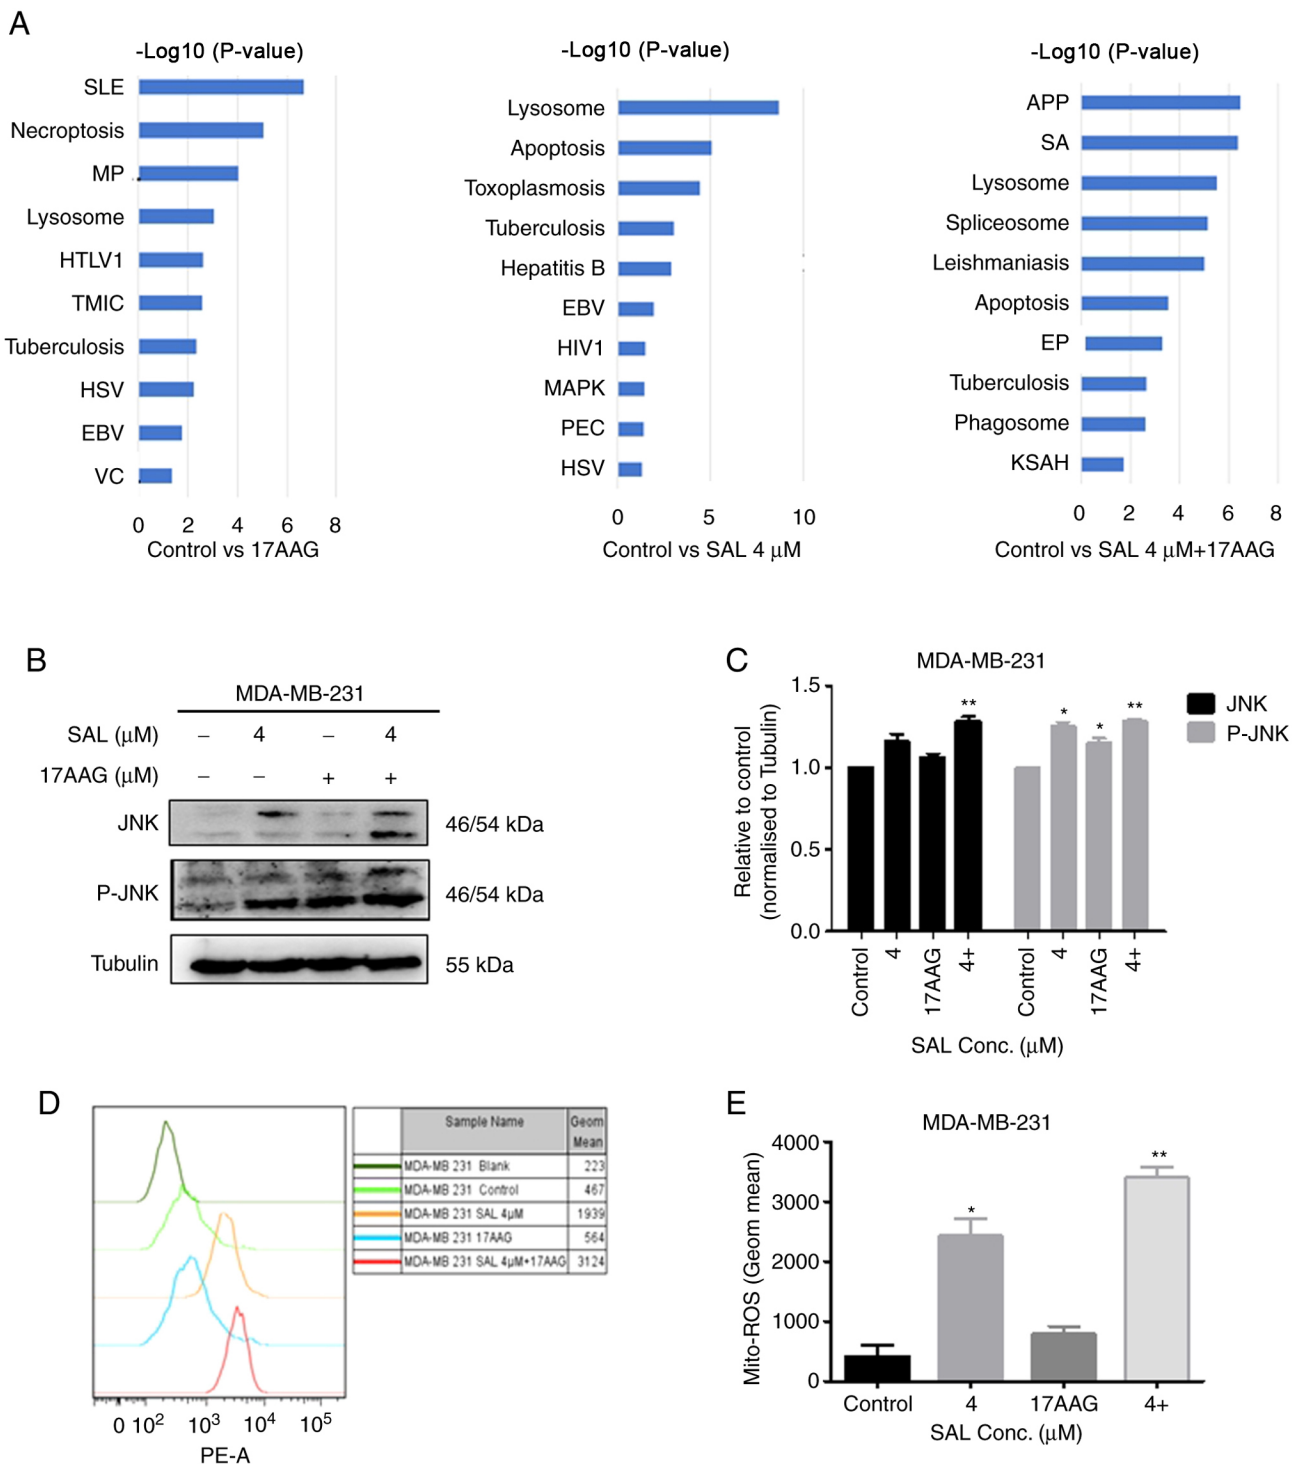 A
-Log10 (P-value)
SLE
Necroptosis
MP
Lysosome
HTLV1
TMIC
Tuberculosis
HSV
EBV
VC
0 2 4 6 8
Control vs 17AAG
-Log10 (P-value)
Lysosome
Apoptosis
Toxoplasmosis
Tuberculosis
Hepatitis B
EBV
HIV1
MAPK
PEC
HSV
0 5 10
Control vs SAL 4 μM
-Log10 (P-value)
APP
SA
Lysosome
Spliceosome
Leishmaniasis
Apoptosis
EP
Tuberculosis
Phagosome
KSAH
0 2 4 6 8
Control vs SAL 4 μM+17AAG
B
MDA-MB-231
SAL (μM) – 4 – 4
17AAG (μM) – – + +
JNK 46/54 kDa
P-JNK 46/54 kDa
Tubulin 55 kDa
C
MDA-MB-231
Relative to control
(normalised to Tubulin)
1.5
1.0
0.5
0.0
** * * **
JNK
P-JNK
Control 4 17AAG 4+ Control 4 17AAG 4+
SAL Conc. (μM)
D
Sample Name Geom Mean
MDA-MB 231 Blank 223
MDA-MB 231 Control 467
MDA-MB 231 SAL 4μM 1939
MDA-MB 231 17AAG 564
MDA-MB 231 SAL 4μM+17AAG 3124
0 10² 10³ 10⁴ 10⁵
PE-A
E
MDA-MB-231
Mito-ROS (Geom mean)
4000
3000
2000
1000
0
* **
Control 4 17AAG 4+
SAL Conc. (μM)